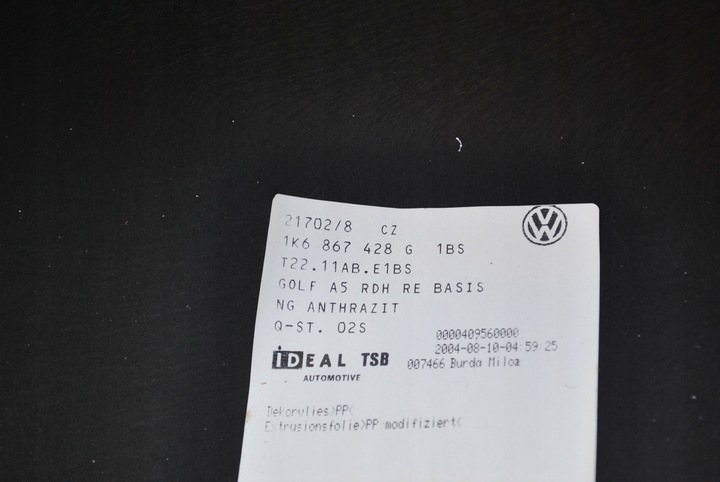 21702/8 CZ
1K6 867 428 G 1BS
T22.11AB.E1BS
GOLF A5 RDH RE BASIS
NG ANTHRAZIT
Q-ST. 02S
0000409560000
2004-08-10-04:59:25
007466 Burda Miloz
IDEAL TSB
AUTOMOTIVE
Dekorvlies>PP<
Extrusionsfolie>PP modifiziert<